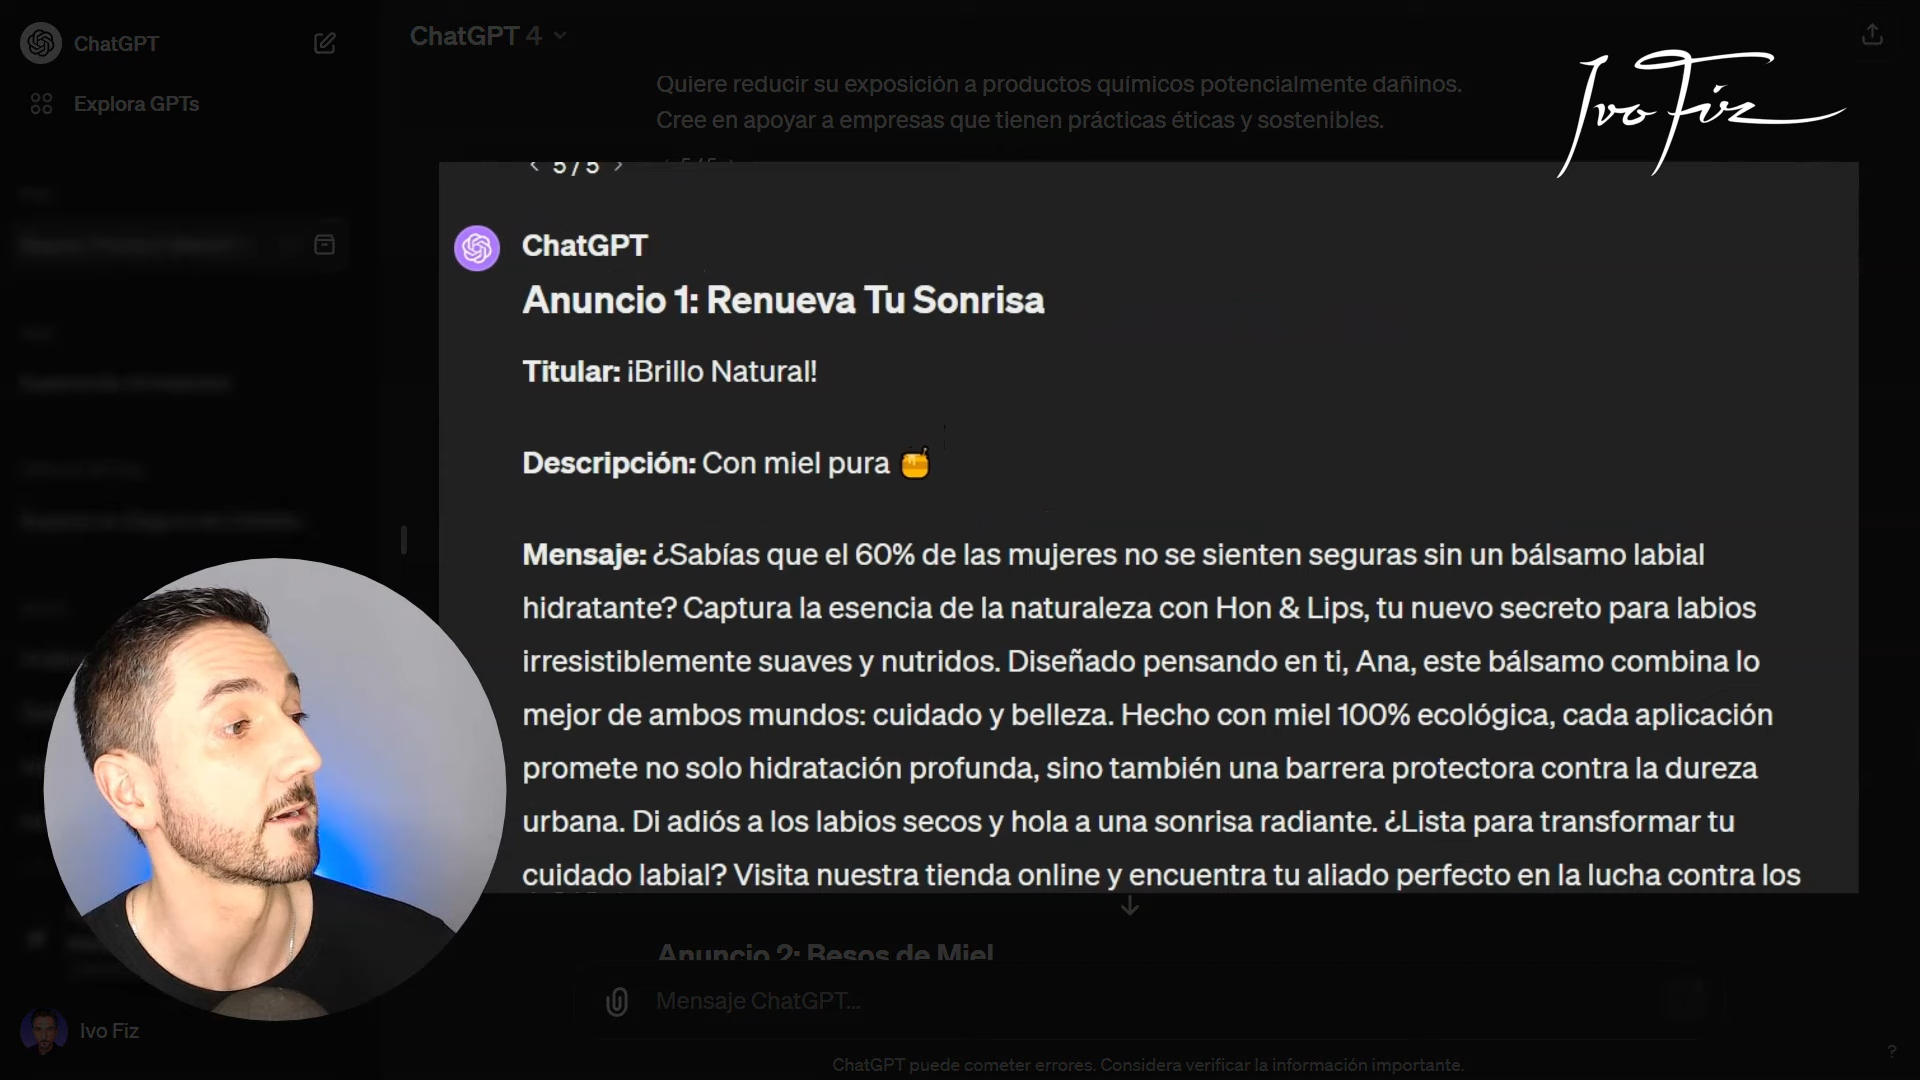 ChatGPT
ChatGPT 4
Ivo Fiz
Explora GPTs
Quiere reducir su exposición a productos químicos potencialmente dañinos.
Cree en apoyar a empresas que tienen prácticas éticas y sostenibles.
< 5 / 5 >
ChatGPT
Anuncio 1: Renueva Tu Sonrisa
Titular: ¡Brillo Natural!
Descripción: Con miel pura 🍯
Mensaje: ¿Sabías que el 60% de las mujeres no se sienten seguras sin un bálsamo labial
hidratante? Captura la esencia de la naturaleza con Hon & Lips, tu nuevo secreto para labios
irresistiblemente suaves y nutridos. Diseñado pensando en ti, Ana, este bálsamo combina lo
mejor de ambos mundos: cuidado y belleza. Hecho con miel 100% ecológica, cada aplicación
promete no solo hidratación profunda, sino también una barrera protectora contra la dureza
urbana. Di adiós a los labios secos y hola a una sonrisa radiante. ¿Lista para transformar tu
cuidado labial? Visita nuestra tienda online y encuentra tu aliado perfecto en la lucha contra los
Anuncio 2: Besos de Miel
Mensaje ChatGPT...
Ivo Fiz
ChatGPT puede cometer errores. Considera verificar la información importante.
?